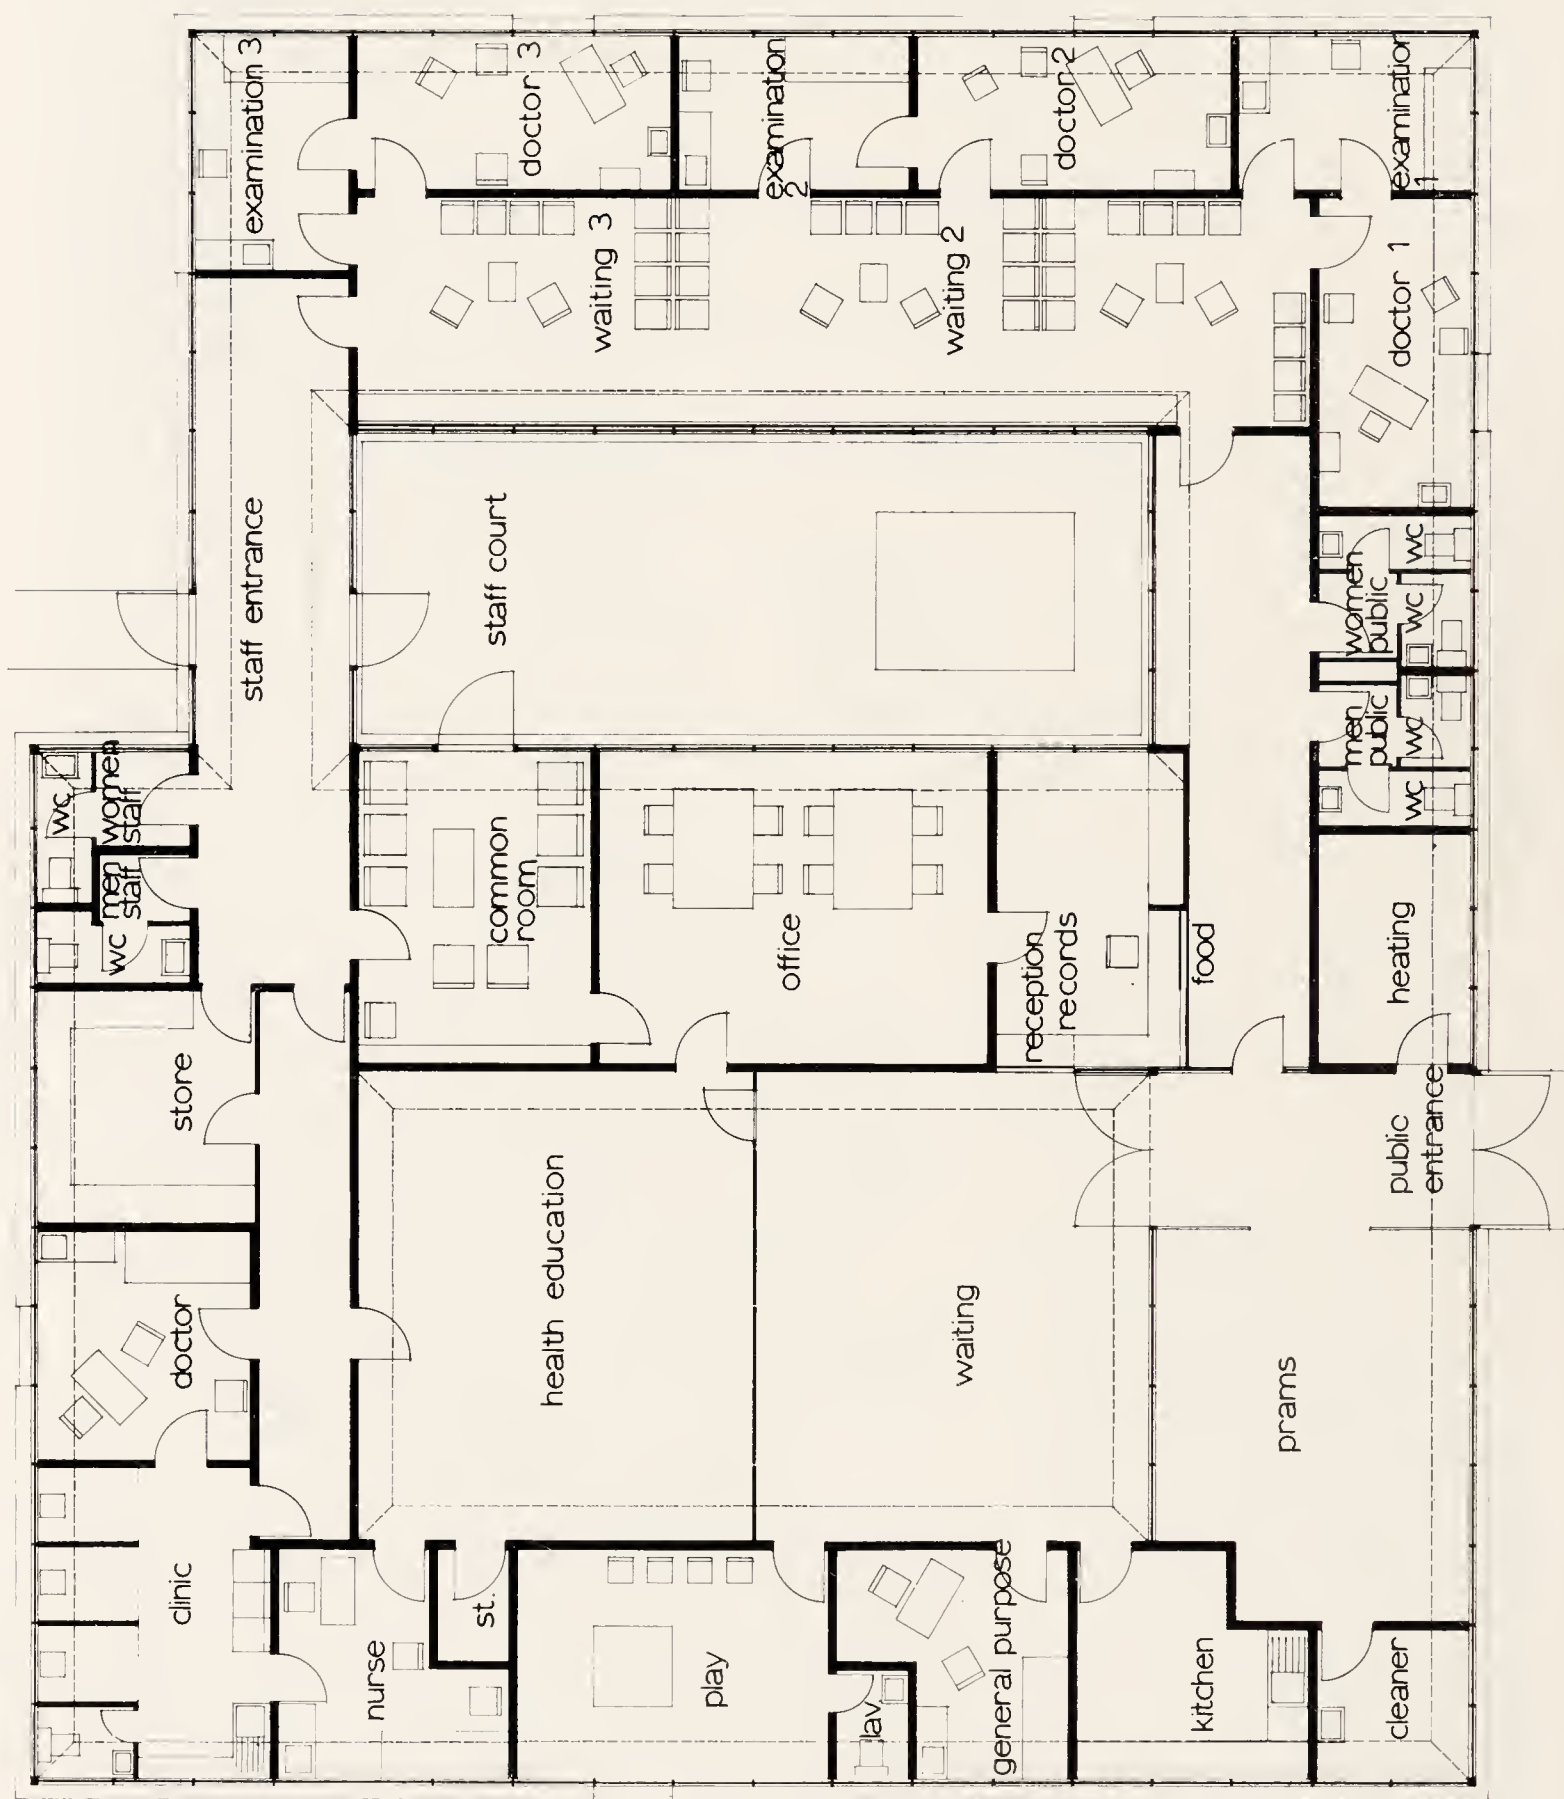 clinic
doctor
store
wc
men
staff
wc
women
staff
staff entrance
examination 3
nurse
st.
health education
common
room
staff court
waiting 3
doctor 3
play
waiting
office
waiting 2
examination
2
doctor 2
lav
general purpose
reception
records
kitchen
prams
food
cleaner
public
entrance
heating
wc
men
public
wc
wc
women
public
wc
doctor 1
examination
1